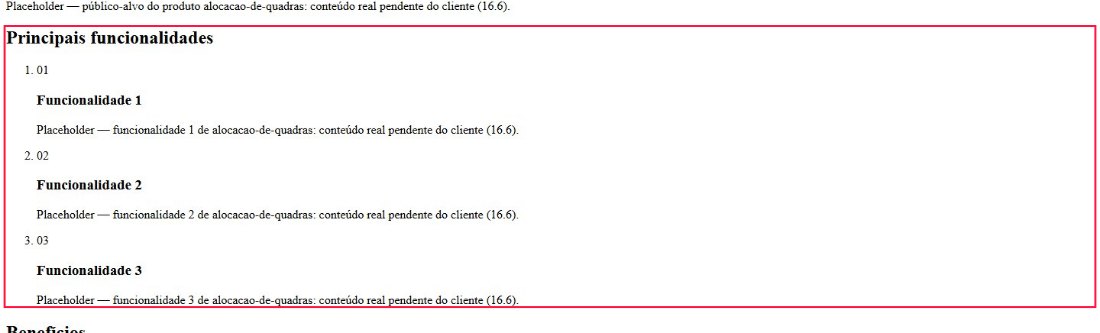 Placeholder — público-alvo do produto alocacao-de-quadras: conteúdo real pendente do cliente (16.6).
Principais funcionalidades
1. 01
Funcionalidade 1
Placeholder — funcionalidade 1 de alocacao-de-quadras: conteúdo real pendente do cliente (16.6).
2. 02
Funcionalidade 2
Placeholder — funcionalidade 2 de alocacao-de-quadras: conteúdo real pendente do cliente (16.6).
3. 03
Funcionalidade 3
Placeholder — funcionalidade 3 de alocacao-de-quadras: conteúdo real pendente do cliente (16.6).
Benefícios